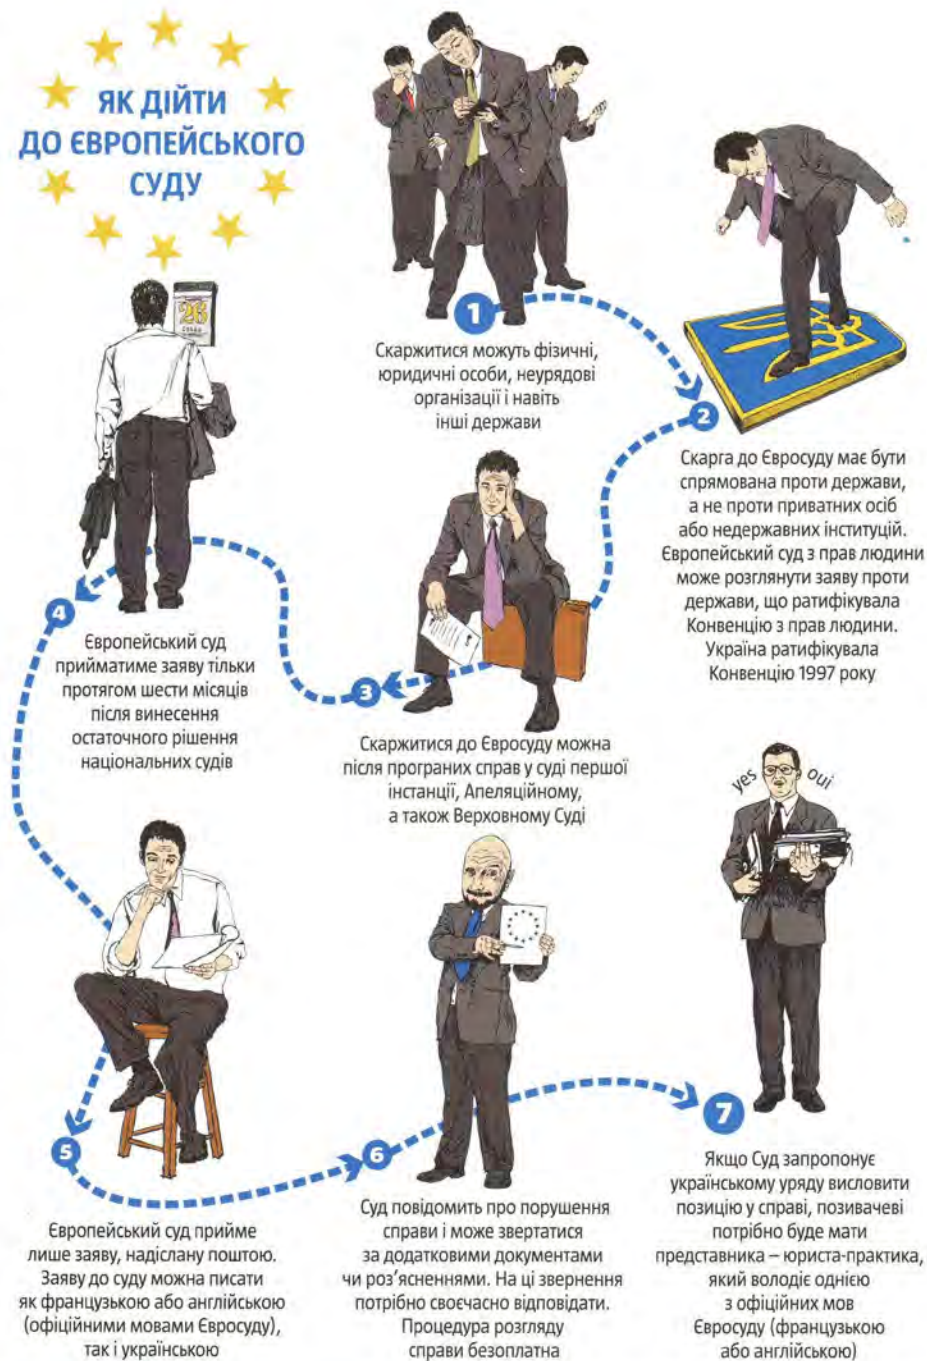 ЯК ДІЙТИ
ДО ЄВРОПЕЙСЬКОГО
СУДУ
1
Скаржитися можуть фізичні,
юридичні особи, неурядові
організації і навіть
інші держави
2
Скарга до Євросуду має бути
спрямована проти держави,
а не проти приватних осіб
або недержавних інституцій.
Європейський суд з прав людини
може розглянути заяву проти
держави, що ратифікувала
Конвенцію з прав людини.
Україна ратифікувала
Конвенцію 1997 року
3
Скаржитися до Євросуду можна
після програних справ у суді першої
інстанції, Апеляційному,
а також Верховному Суді
26
4
Європейський суд
прийматиме заяву тільки
протягом шести місяців
після винесення
остаточного рішення
національних судів
5
Європейський суд прийме
лише заяву, надіслану поштою.
Заяву до суду можна писати
як французькою або англійською
(офіційними мовами Євросуду),
так і українською
6
Суд повідомить про порушення
справи і може звертатися
за додатковими документами
чи роз'ясненнями. На ці звернення
потрібно своєчасно відповідати.
Процедура розгляду
справи безоплатна
yes oui
7
Якщо Суд запропонує
українському уряду висловити
позицію у справі, позивачеві
потрібно буде мати
представника – юриста-практика,
який володіє однією
з офіційних мов
Євросуду (французькою
або англійською)